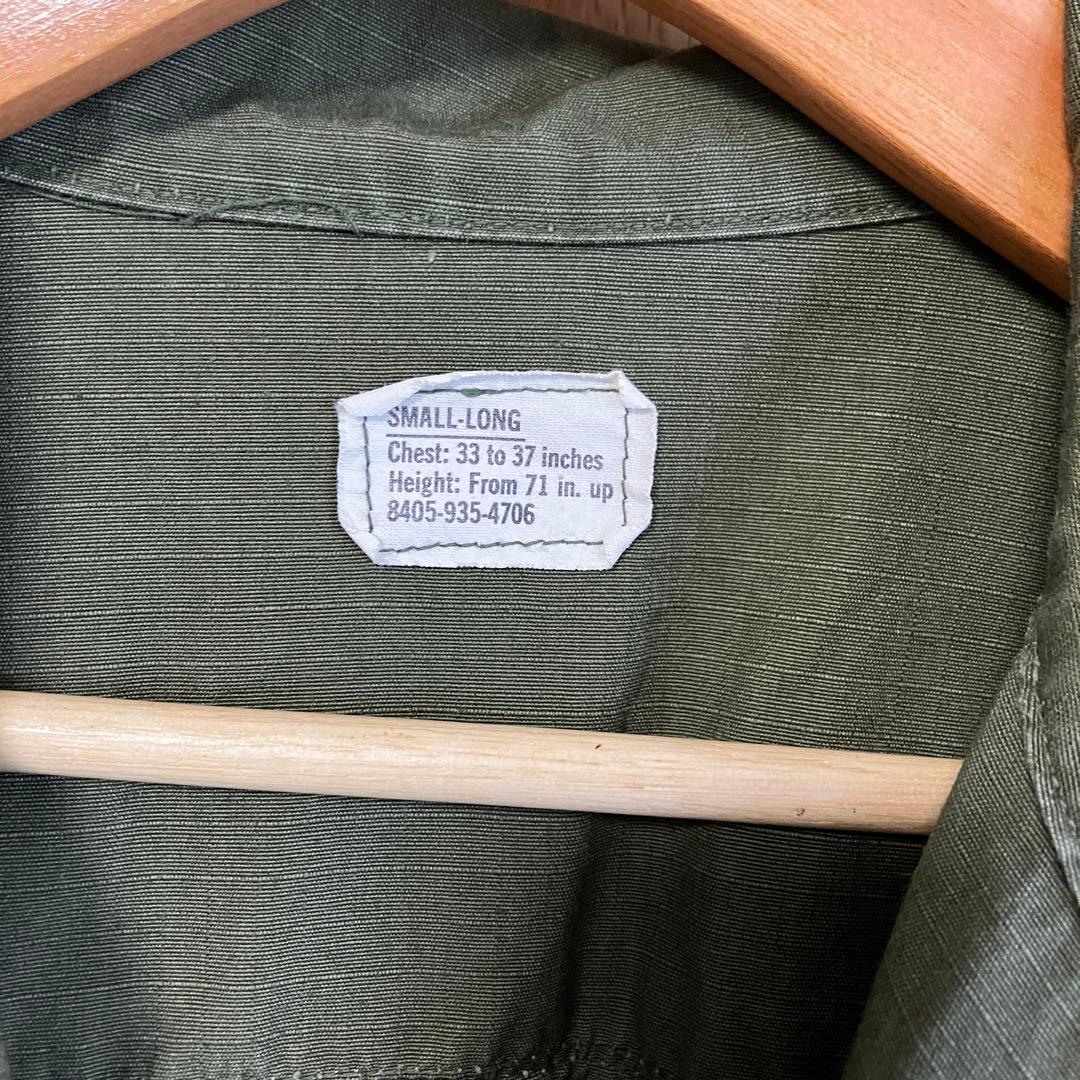 SMALL-LONG
Chest: 33 to 37 inches
Height: From 71 in. up
8405-935-4706